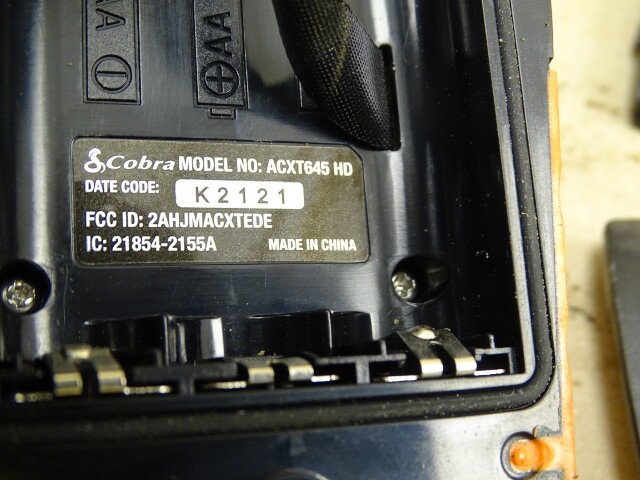 AA
AA
Cobra MODEL NO: ACXT645 HD
DATE CODE: K2121
FCC ID: 2AHJMACXTEDE
IC: 21854-2155A MADE IN CHINA